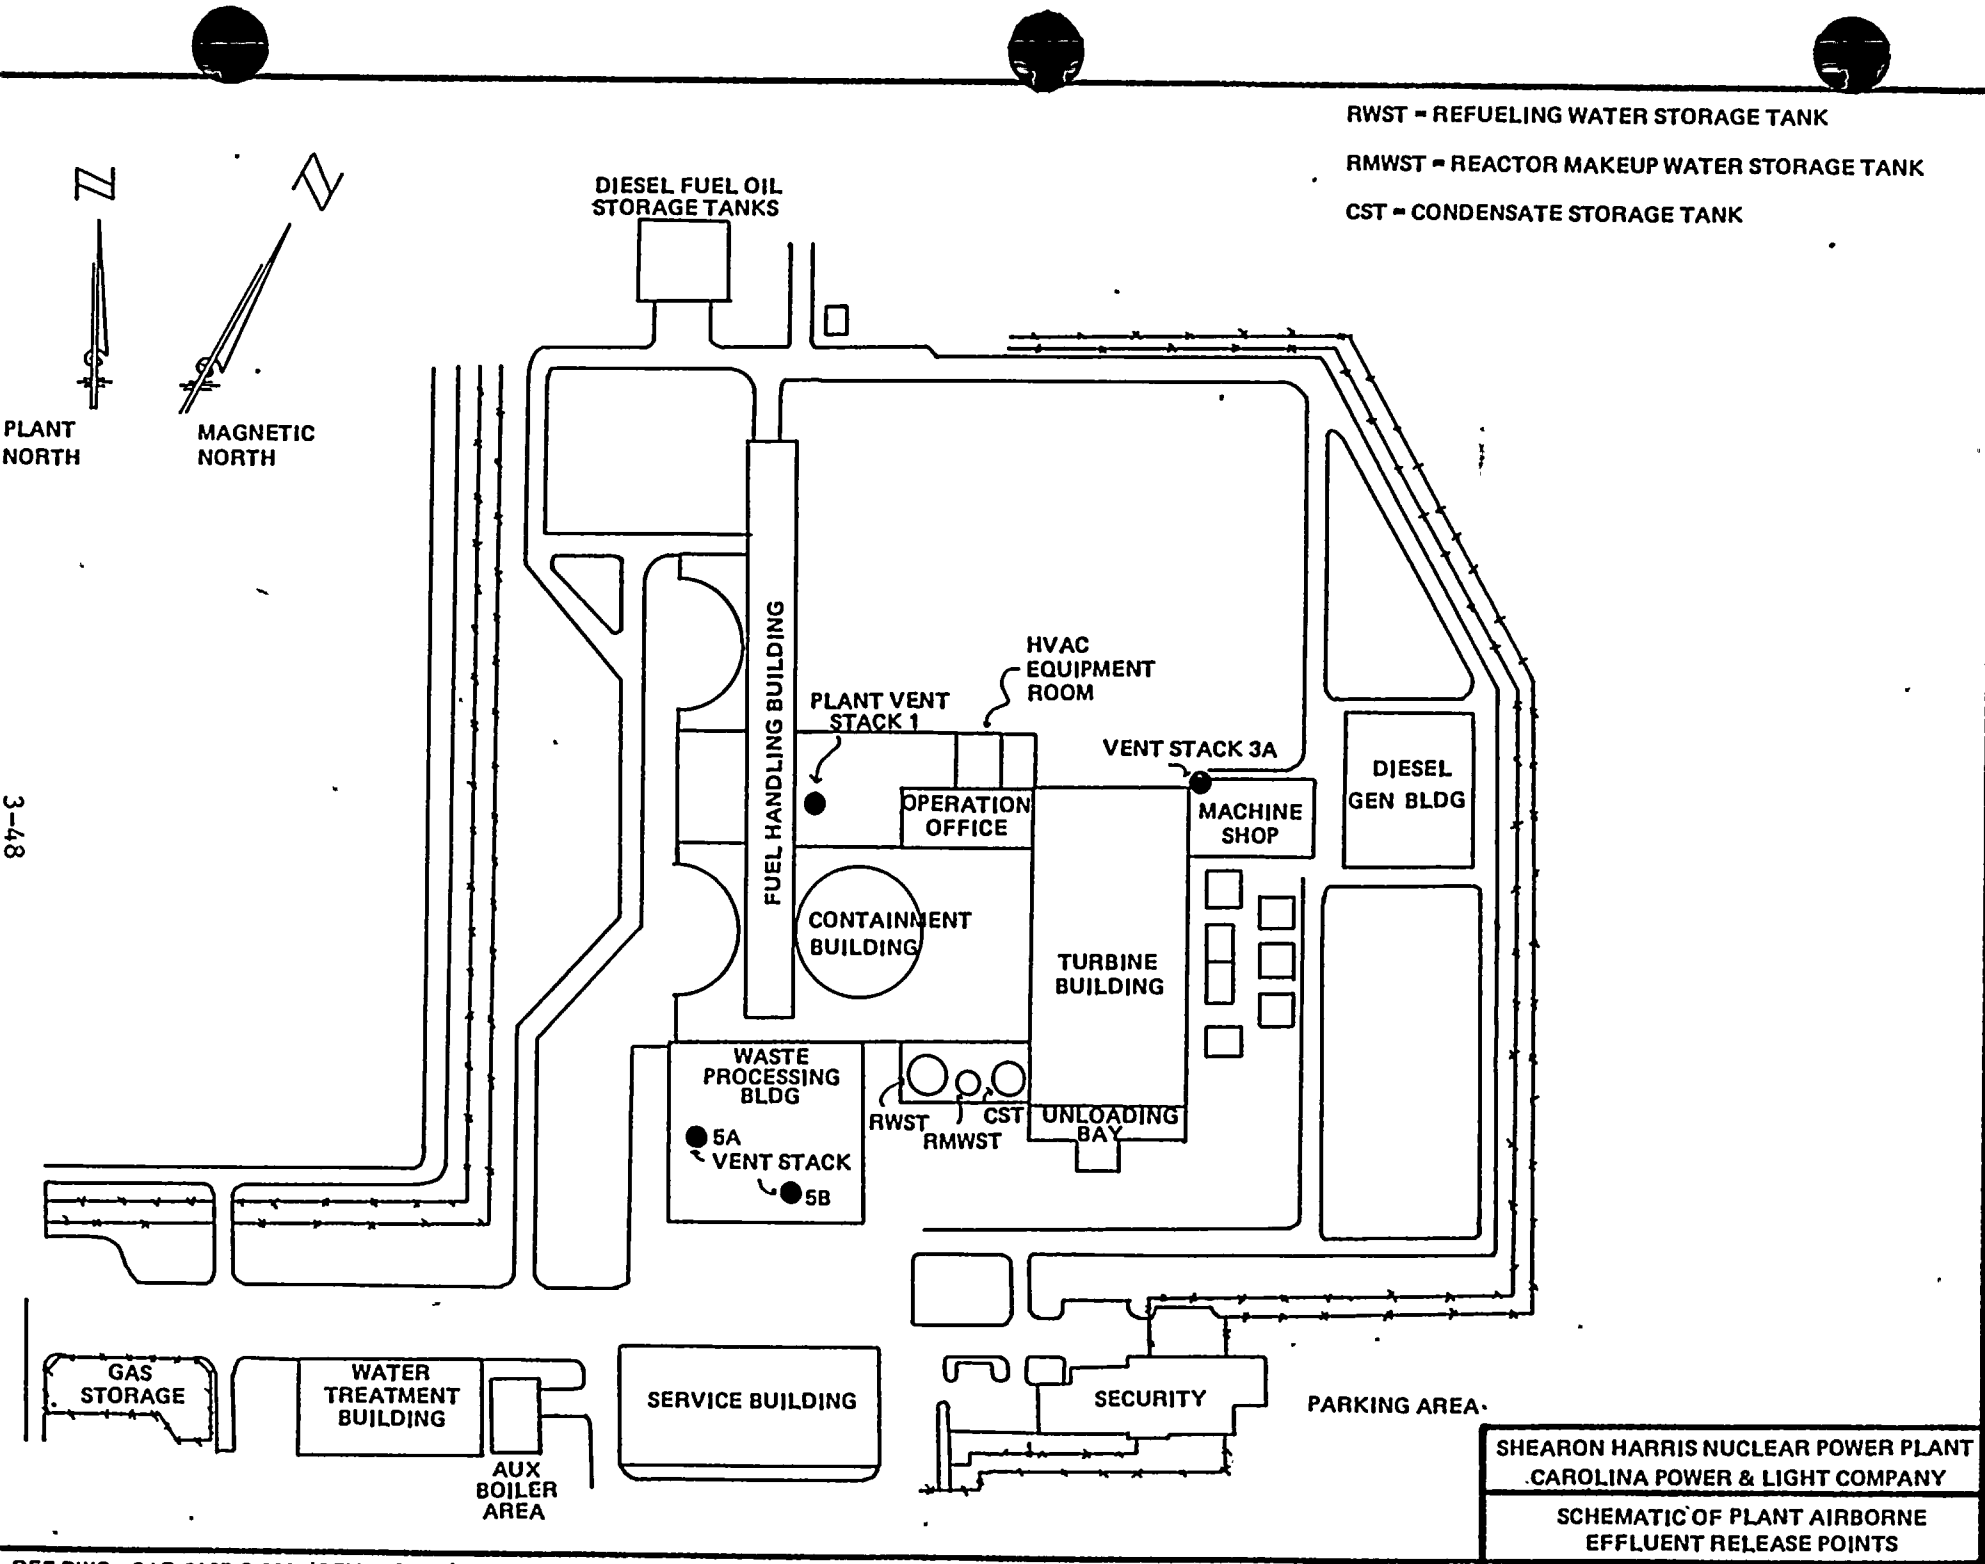 RWST = REFUELING WATER STORAGE TANK
RMWST = REACTOR MAKEUP WATER STORAGE TANK
CST = CONDENSATE STORAGE TANK
N
N
PLANT
NORTH
MAGNETIC
NORTH
DIESEL FUEL OIL
STORAGE TANKS
HVAC
EQUIPMENT
ROOM
FUEL HANDLING BUILDING
PLANT VENT
STACK 1
VENT STACK 3A
DIESEL
GEN BLDG
OPERATION
OFFICE
MACHINE
SHOP
3-48
CONTAINMENT
BUILDING
TURBINE
BUILDING
WASTE
PROCESSING
BLDG
RWST
RMWST
CST
UNLOADING
BAY
5A
VENT STACK
5B
GAS
STORAGE
WATER
TREATMENT
BUILDING
AUX
BOILER
AREA
SERVICE BUILDING
SECURITY
PARKING AREA
SHEARON HARRIS NUCLEAR POWER PLANT
CAROLINA POWER & LIGHT COMPANY
SCHEMATIC OF PLANT AIRBORNE
EFFLUENT RELEASE POINTS